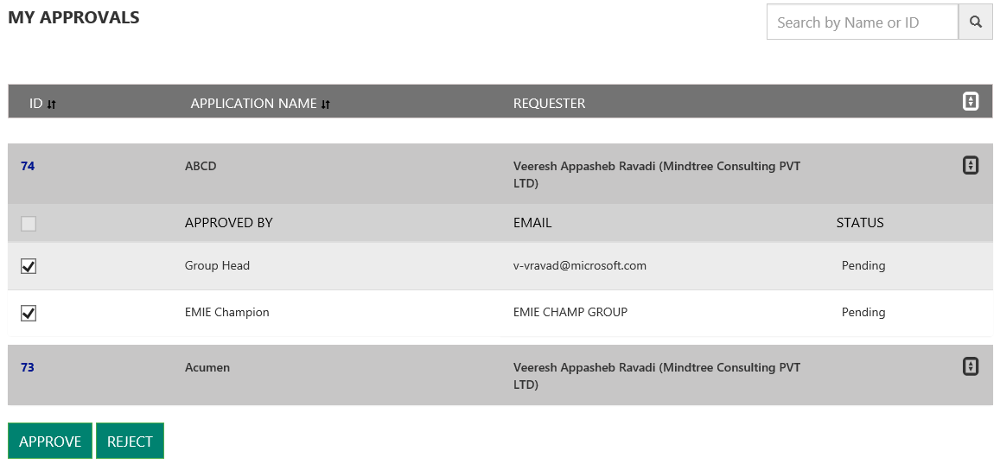 MY APPROVALS
Search by Name or ID
ID APPLICATION NAME REQUESTER
74 ABCD Veeresh Appasheb Ravadi (Mindtree Consulting PVT
LTD)
APPROVED BY EMAIL STATUS
Group Head v-vravad@microsoft.com Pending
EMIE Champion EMIE CHAMP GROUP Pending
73 Acumen Veeresh Appasheb Ravadi (Mindtree Consulting PVT
LTD)
APPROVE REJECT